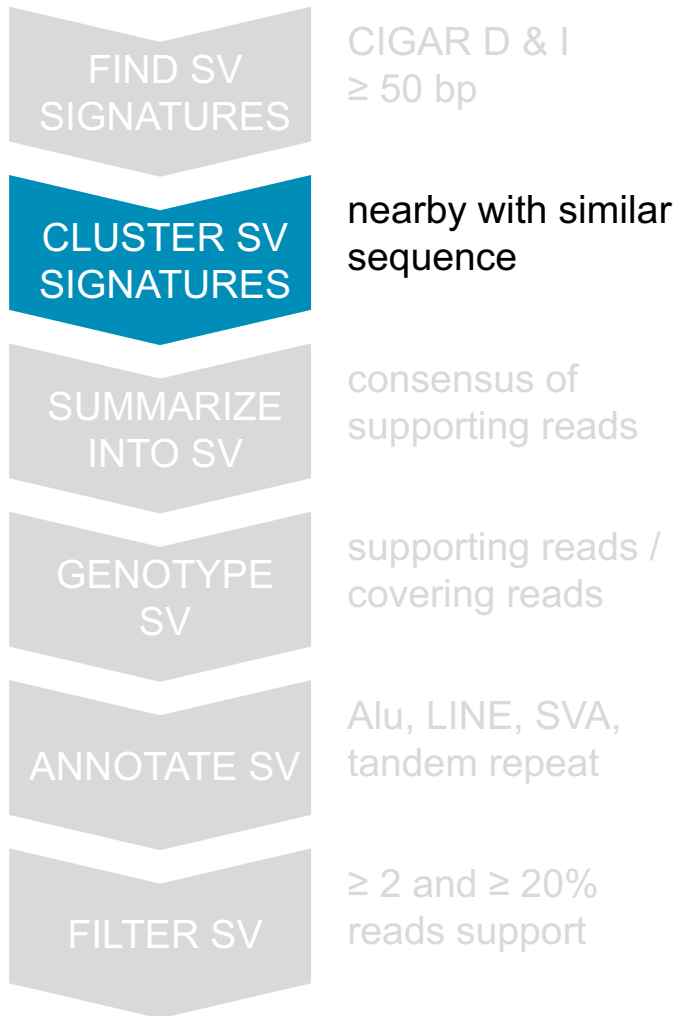 FIND SV
SIGNATURES
CIGAR D & I
≥ 50 bp
CLUSTER SV
SIGNATURES
nearby with similar
sequence
SUMMARIZE
INTO SV
consensus of
supporting reads
GENOTYPE
SV
supporting reads /
covering reads
ANNOTATE SV
Alu, LINE, SVA,
tandem repeat
FILTER SV
≥ 2 and ≥ 20%
reads support